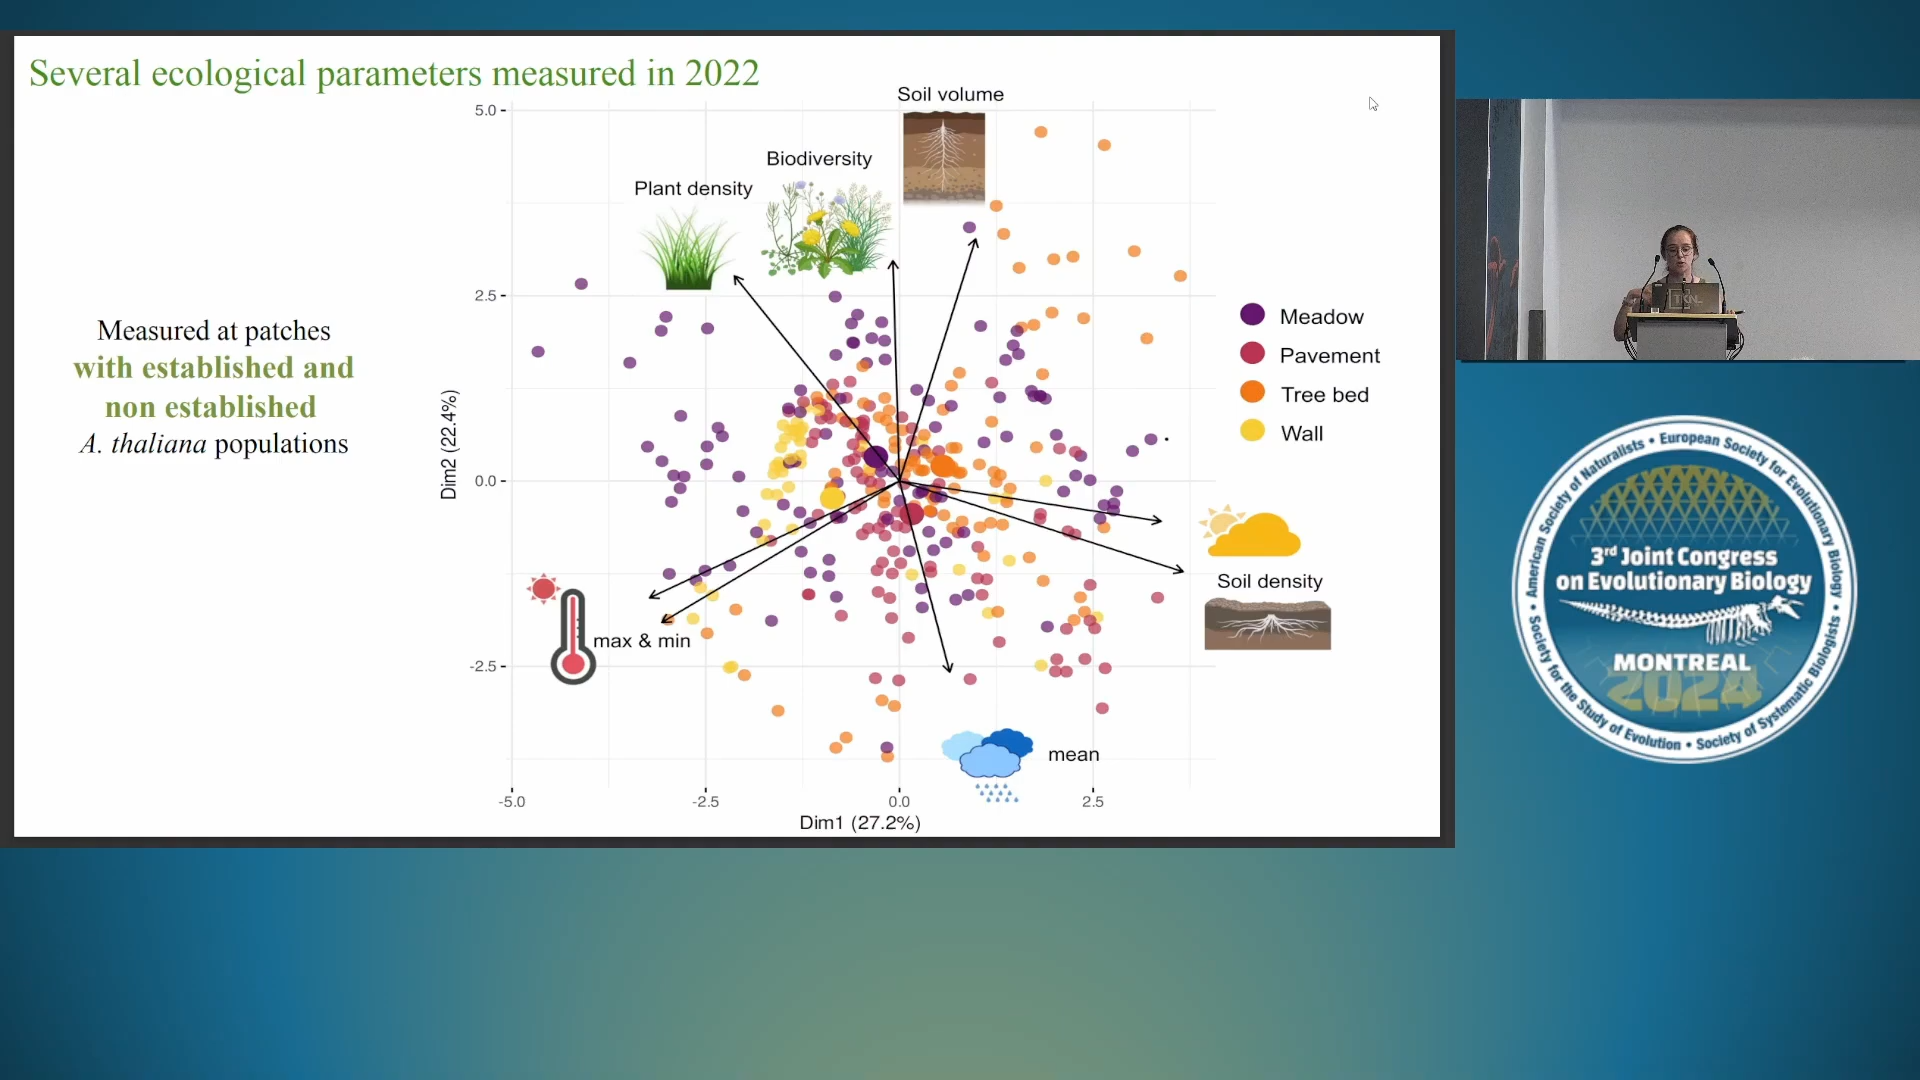 Several ecological parameters measured in 2022
Measured at patches
with established and
non established
A. thaliana populations
Soil volume
Biodiversity
Plant density
5.0
2.5
0.0
-2.5
Dim2 (22.4%)
-5.0
-2.5
0.0
2.5
Dim1 (27.2%)
max & min
mean
Soil density
Meadow
Pavement
Tree bed
Wall
American Society of Naturalists • European Society for Evolutionary Biology • Society of Systematic Biologists • Society for the Study of Evolution •
3rd Joint Congress
on Evolutionary Biology
MONTREAL
2024